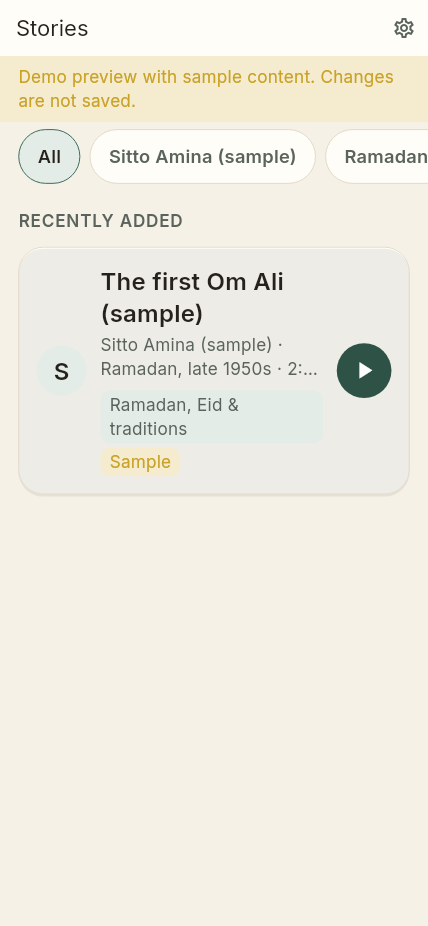 Stories
Demo preview with sample content. Changes
are not saved.
All
Sitto Amina (sample)
Ramadan
RECENTLY ADDED
The first Om Ali
(sample)
Sitto Amina (sample) ·
Ramadan, late 1950s · 2:...
S
Ramadan, Eid &
traditions
Sample